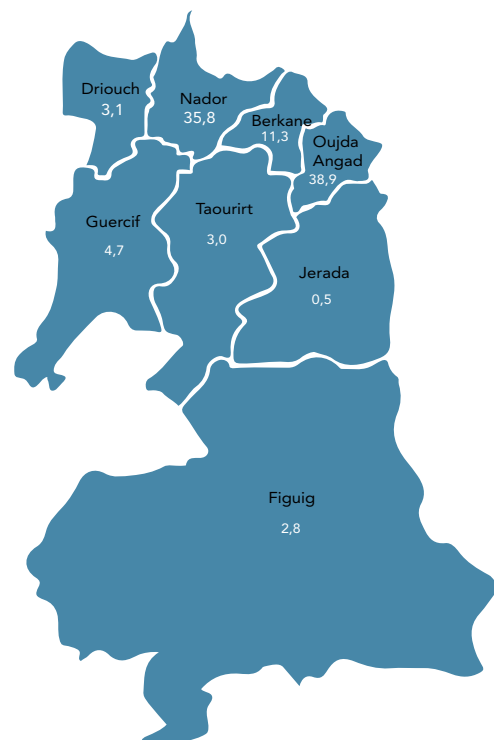 Driouch
3,1
Nador
35,8
Berkane
11,3
Oujda
Angad
38,9
Guercif
4,7
Taourirt
3,0
Jerada
0,5
Figuig
2,8